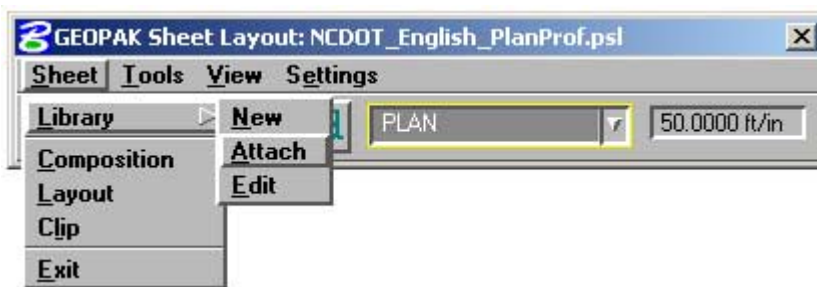 GEOPAK Sheet Layout: NCDOT_English_PlanProf.psl
Sheet Tools View Settings
Library
New
PLAN
50.0000 ft/in
Attach
Composition
Edit
Layout
Clip
Exit